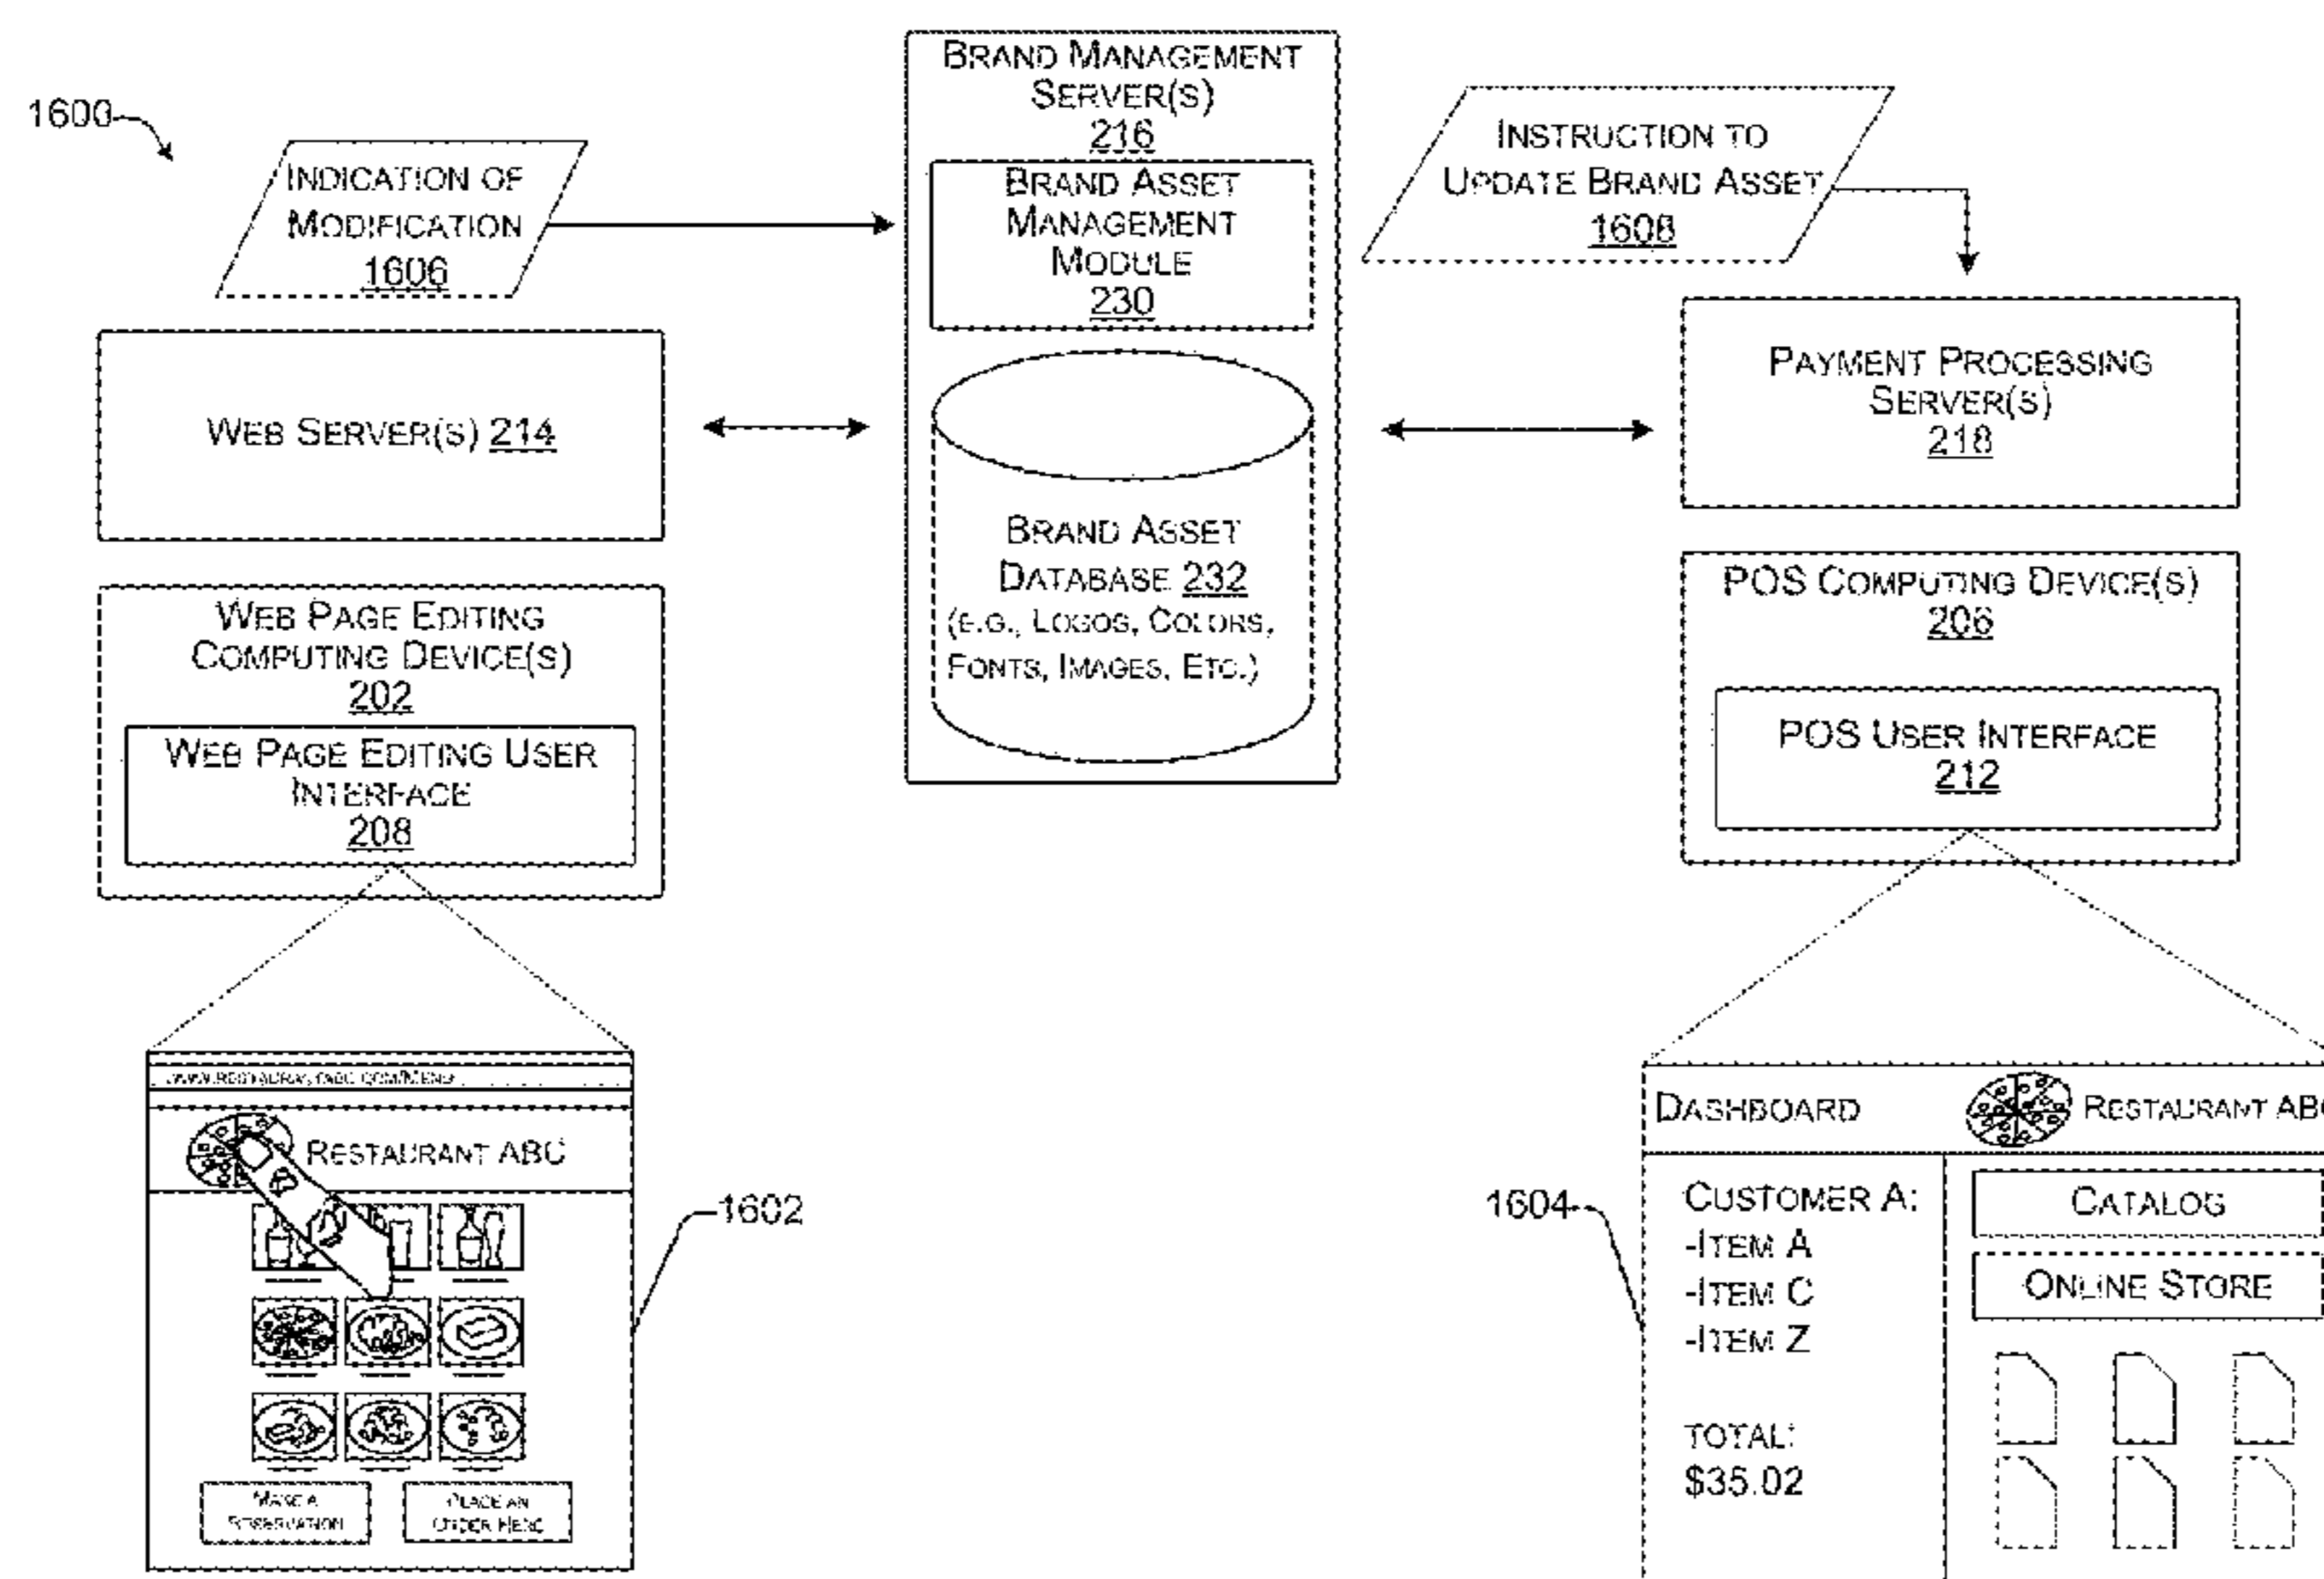 1600
INDICATION OF
MODIFICATION
1606
BRAND MANAGEMENT
SERVER(S)
216
BRAND ASSET
MANAGEMENT
MODULE
230
INSTRUCTION TO
UPDATE BRAND ASSET
1608
WEB SERVER(S) 214
BRAND ASSET
DATABASE 232
(E.G., LOGOS, COLORS,
FONTS, IMAGES, ETC.)
PAYMENT PROCESSING
SERVER(S)
218
WEB PAGE EDITING
COMPUTING DEVICE(S)
202
WEB PAGE EDITING USER
INTERFACE
208
POS COMPUTING DEVICE(S)
206
POS USER INTERFACE
212
RESTAURANT ABC
MAKE A
RESERVATION
PLACE AN
ORDER HERE
1602
1604
DASHBOARD
RESTAURANT AB
CUSTOMER A:
-ITEM A
-ITEM C
-ITEM Z
TOTAL:
$35.02
CATALOG
ONLINE STORE